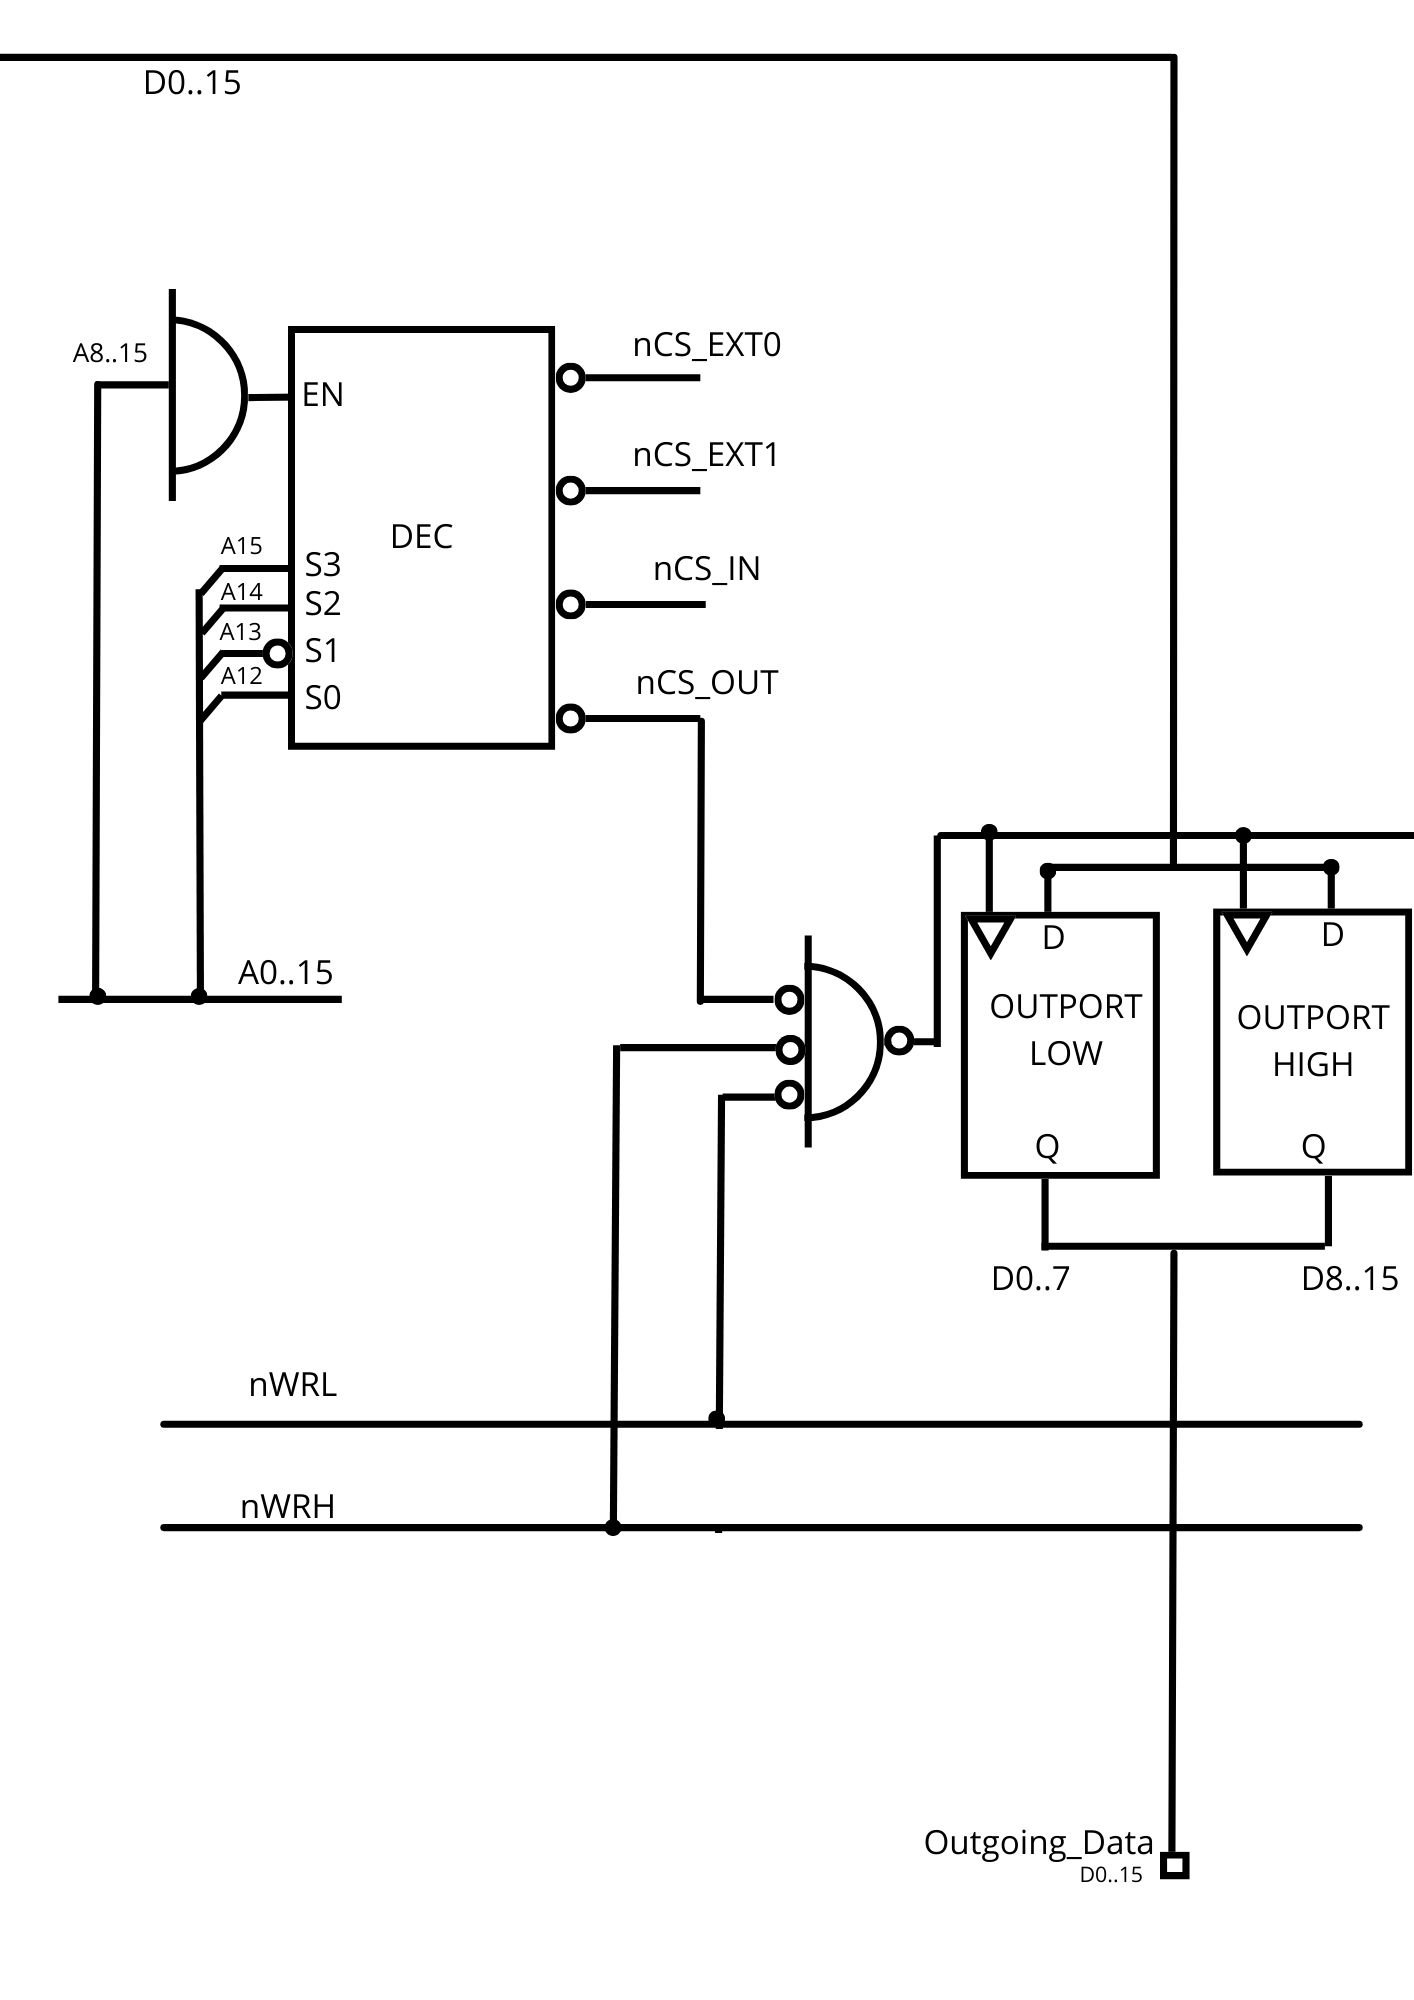 D0..15
nCS_EXT0
A8..15
EN
nCS_EXT1
DEC
A15
S3
nCS_IN
A14
S2
A13
S1
A12
S0
nCS_OUT
A0..15
D
D
OUTPORT
LOW
OUTPORT
HIGH
Q
Q
D0..7
D8..15
nWRL
nWRH
Outgoing_Data
D0..15